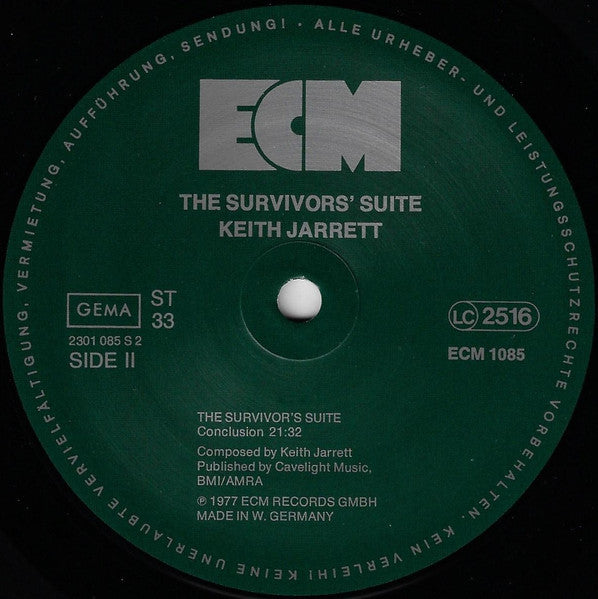 ECM
THE SURVIVORS' SUITE
KEITH JARRETT
GEMA
ST
33
2301 085 S 2
SIDE II
LC 2516
ECM 1085
THE SURVIVOR'S SUITE
Conclusion 21:32
Composed by Keith Jarrett
Published by Cavelight Music,
BMI/AMRA
℗ 1977 ECM RECORDS GMBH
MADE IN W. GERMANY
ALLE URHEBER- UND LEISTUNGSSCHUTZRECHTE VORBEHALTEN · KEIN VERLEIH! KEINE UNERLAUBTE VERVIELFÄLTIGUNG, VERMIETUNG, AUFFÜHRUNG, SENDUNG! ·